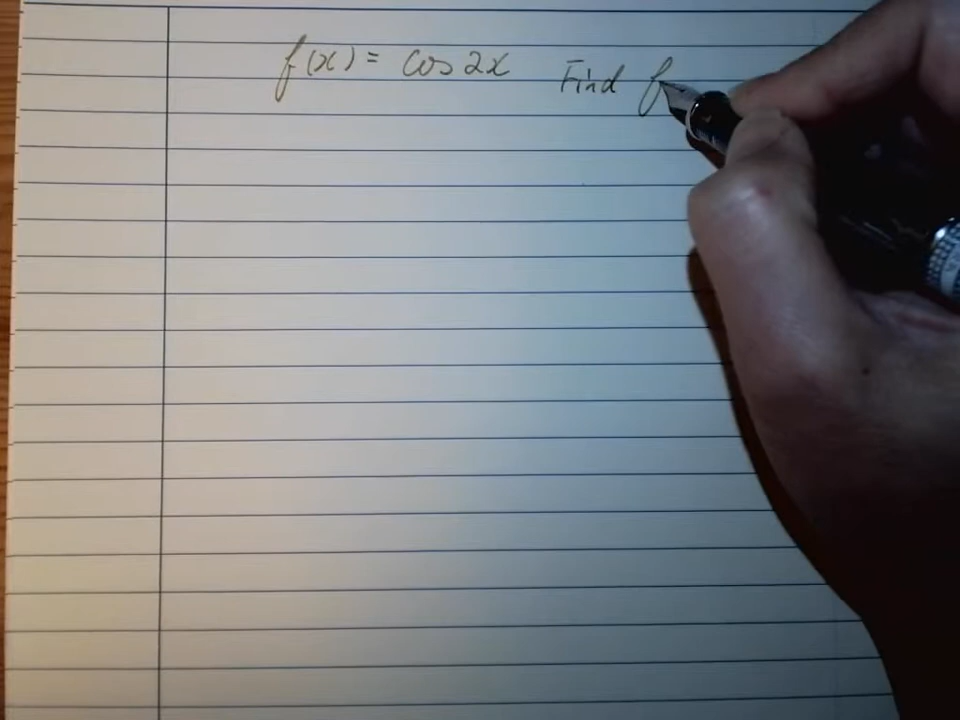 f(x) = cos 2x Find f